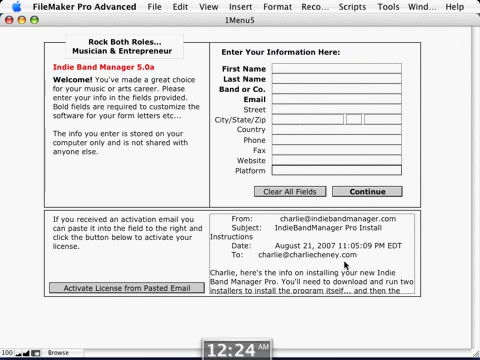 FileMaker Pro Advanced File Edit View Insert Format Reco... Scripts Tools Win... Help
1Menu5
Rock Both Roles...
Musician & Entrepreneur
Indie Band Manager 5.0a
Welcome! You've made a great choice
for your music or arts career. Please
enter your info in the fields provided.
Bold fields are required to customize the
software for your form letters etc...
The info you enter is stored on your
computer only and is not shared with
anyone else.
Enter Your Information Here:
First Name
Last Name
Band or Co.
Email
Street
City/State/Zip
Country
Phone
Fax
Website
Platform
Clear All Fields Continue
If you received an activation email you
can paste it into the field to the right and
click the button below to activate your
license.
Activate License from Pasted Email
From: charlie@indiebandmanager.com
Subject: IndieBandManager Pro Install
Instructions
Date: August 21, 2007 11:05:09 PM EDT
To: charlie@charliecheney.com
Charlie, here's the info on installing your new Indie
Band Manager Pro. You'll need to download and run two
installers to install the program itself... and then the
100 Browse
12:24 AM